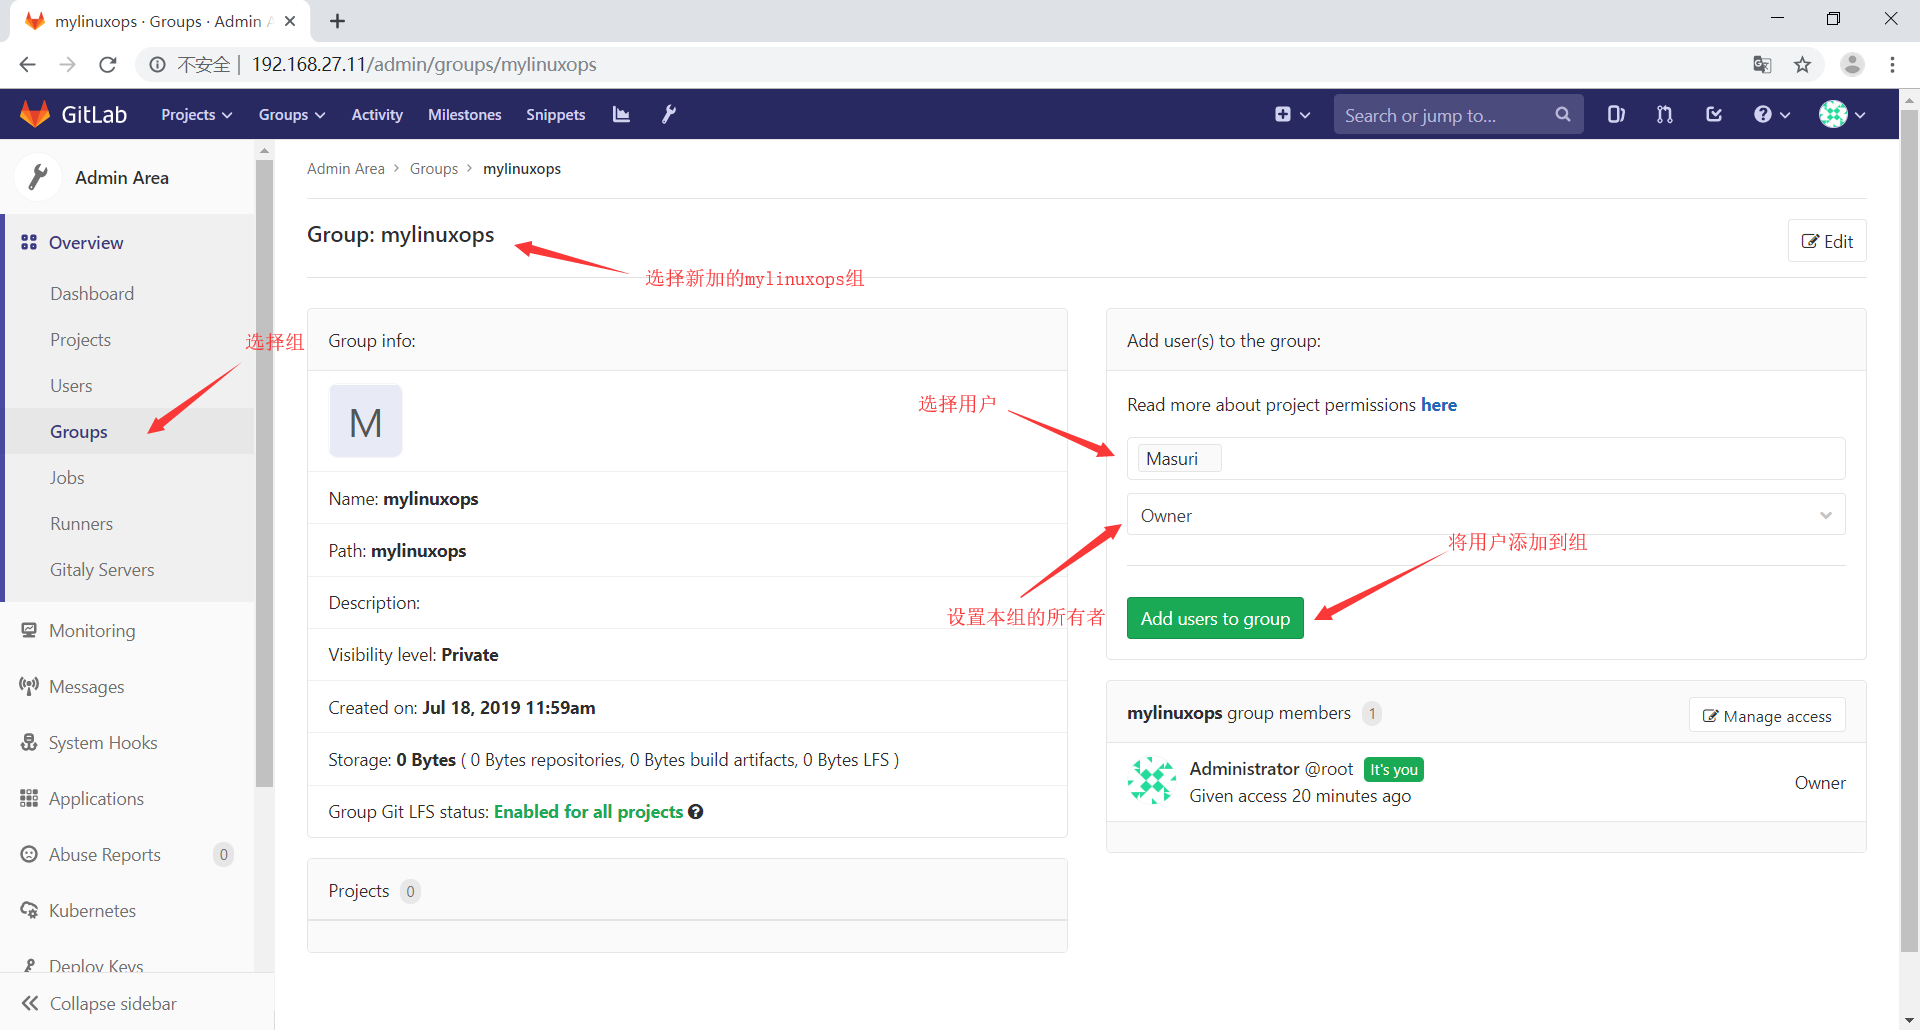 mylinuxops · Groups · Admin A
不安全 | 192.168.27.11/admin/groups/mylinuxops
GitLab
Projects
Groups
Activity
Milestones
Snippets
Search or jump to...
Admin Area
Overview
Dashboard
Projects
Users
Groups
Jobs
Runners
Gitaly Servers
Monitoring
Messages
System Hooks
Applications
Abuse Reports 0
Kubernetes
Deploy Keys
Collapse sidebar
选择组
Admin Area > Groups > mylinuxops
Group: mylinuxops
选择新加的mylinuxops组
Edit
Group info:
M
Name: mylinuxops
Path: mylinuxops
Description:
Visibility level: Private
Created on: Jul 18, 2019 11:59am
Storage: 0 Bytes ( 0 Bytes repositories, 0 Bytes build artifacts, 0 Bytes LFS )
Group Git LFS status: Enabled for all projects
Projects 0
Add user(s) to the group:
Read more about project permissions here
选择用户
Masuri
Owner
将用户添加到组
设置本组的所有者
Add users to group
mylinuxops group members 1
Manage access
Administrator @root It's you
Given access 20 minutes ago
Owner